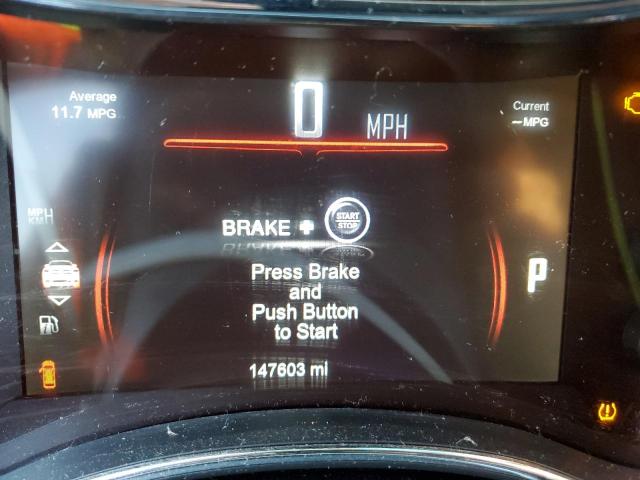 Average
11.7 MPG
0 MPH
Current
--MPG
MPH
KM/H
BRAKE + START
STOP
Press Brake
and
Push Button
to Start
P
147603 mi